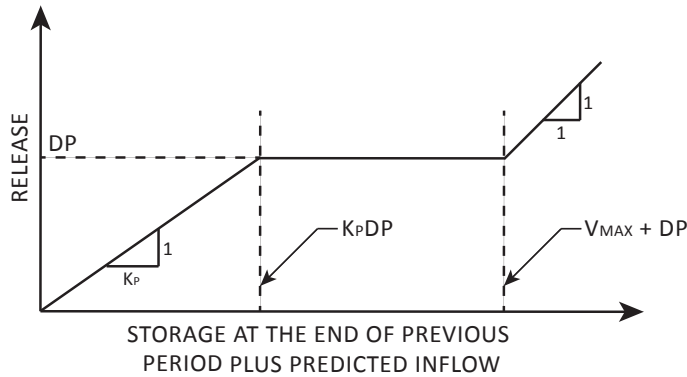 RELEASE
DP
1
1
KP
1
1
KPDP
VMAX + DP
STORAGE AT THE END OF PREVIOUS
PERIOD PLUS PREDICTED INFLOW